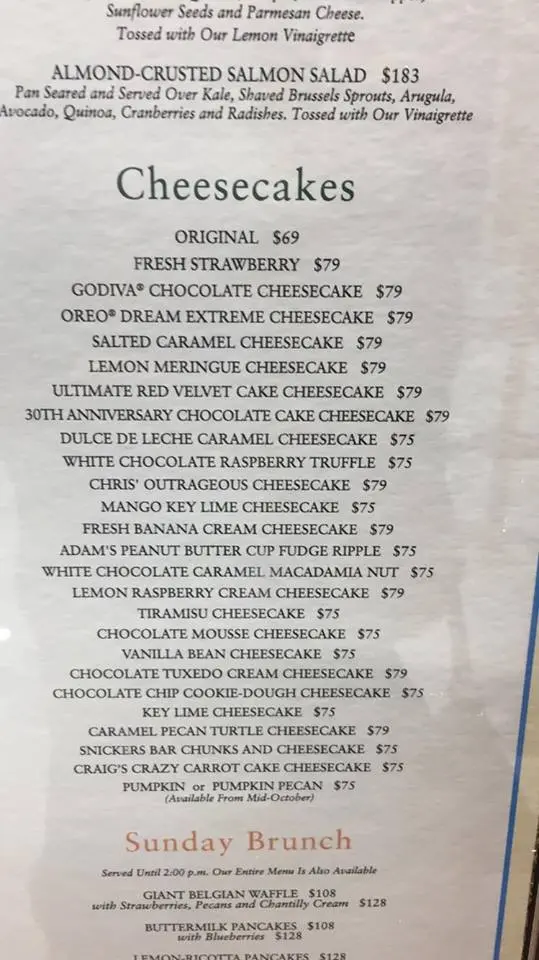 Sunflower Seeds and Parmesan Cheese.
Tossed with Our Lemon Vinaigrette
ALMOND-CRUSTED SALMON SALAD $183
Pan Seared and Served Over Kale, Shaved Brussels Sprouts, Arugula,
Avocado, Quinoa, Cranberries and Radishes. Tossed with Our Vinaigrette
Cheesecakes
ORIGINAL $69
FRESH STRAWBERRY $79
GODIVA® CHOCOLATE CHEESECAKE $79
OREO® DREAM EXTREME CHEESECAKE $79
SALTED CARAMEL CHEESECAKE $79
LEMON MERINGUE CHEESECAKE $79
ULTIMATE RED VELVET CAKE CHEESECAKE $79
30TH ANNIVERSARY CHOCOLATE CAKE CHEESECAKE $79
DULCE DE LECHE CARAMEL CHEESECAKE $75
WHITE CHOCOLATE RASPBERRY TRUFFLE $75
CHRIS' OUTRAGEOUS CHEESECAKE $79
MANGO KEY LIME CHEESECAKE $75
FRESH BANANA CREAM CHEESECAKE $79
ADAM'S PEANUT BUTTER CUP FUDGE RIPPLE $75
WHITE CHOCOLATE CARAMEL MACADAMIA NUT $75
LEMON RASPBERRY CREAM CHEESECAKE $79
TIRAMISU CHEESECAKE $75
CHOCOLATE MOUSSE CHEESECAKE $75
VANILLA BEAN CHEESECAKE $75
CHOCOLATE TUXEDO CREAM CHEESECAKE $79
CHOCOLATE CHIP COOKIE-DOUGH CHEESECAKE $75
KEY LIME CHEESECAKE $75
CARAMEL PECAN TURTLE CHEESECAKE $79
SNICKERS BAR CHUNKS AND CHEESECAKE $75
CRAIG'S CRAZY CARROT CAKE CHEESECAKE $75
PUMPKIN or PUMPKIN PECAN $75
(Available From Mid-October)
Sunday Brunch
Served Until 2:00 p.m. Our Entire Menu Is Also Available
GIANT BELGIAN WAFFLE $108
with Strawberries, Pecans and Chantilly Cream $128
BUTTERMILK PANCAKES $108
with Blueberries $128
LEMON-RICOTTA PANCAKES $128